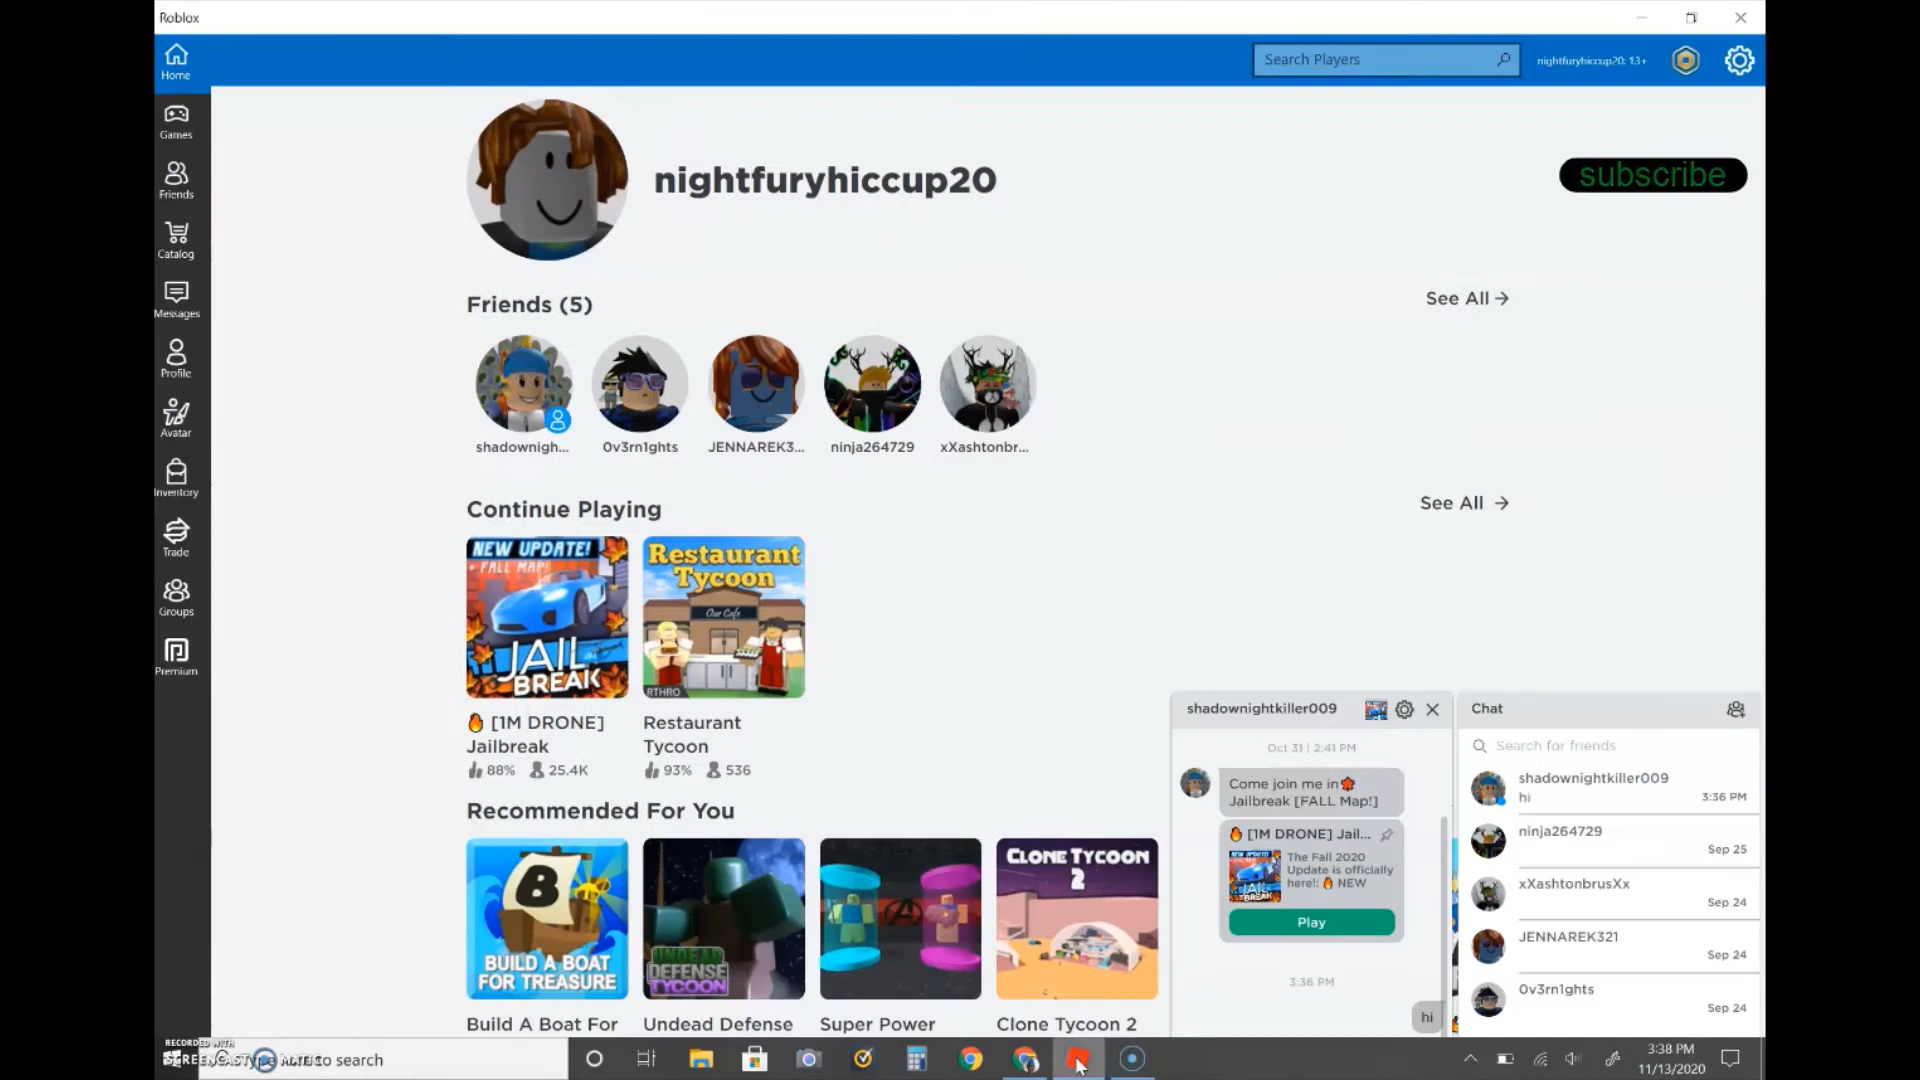 Roblox
Home
Search Players
nightfuryhiccup20: 13+
Games
Friends
Catalog
Messages
Profile
Avatar
Inventory
Trade
Groups
Premium
nightfuryhiccup20
subscribe
Friends (5)
See All →
shadownigh...
0v3rn1ghts
JENNAREK3...
ninja264729
xXashtonbr...
Continue Playing
See All →
NEW UPDATE!
• FALL MAP
JAIL
BREAK
Restaurant
Tycoon
Our Cafe
RTHRO
🔥 [1M DRONE]
Jailbreak
88% 25.4K
Restaurant
Tycoon
93% 536
Recommended For You
B
BUILD A BOAT
FOR TREASURE
UNDEAD
DEFENSE
TYCOON
CLONE TYCOON
2
Build A Boat For
Undead Defense
Super Power
Clone Tycoon 2
shadownightkiller009
Oct 31 | 2:41 PM
Come join me in🍁
Jailbreak [FALL Map!]
🔥 [1M DRONE] Jail...
NEW UPDATE!
JAIL
BREAK
The Fall 2020
Update is officially
here!: 🔥 NEW
Play
3:36 PM
hi
Chat
Search for friends
shadownightkiller009
hi
3:36 PM
ninja264729
Sep 25
xXashtonbrusXx
Sep 24
JENNAREK321
Sep 24
0v3rn1ghts
Sep 24
RECORDED WITH
SCREENCAST
to search
3:38 PM
11/13/2020